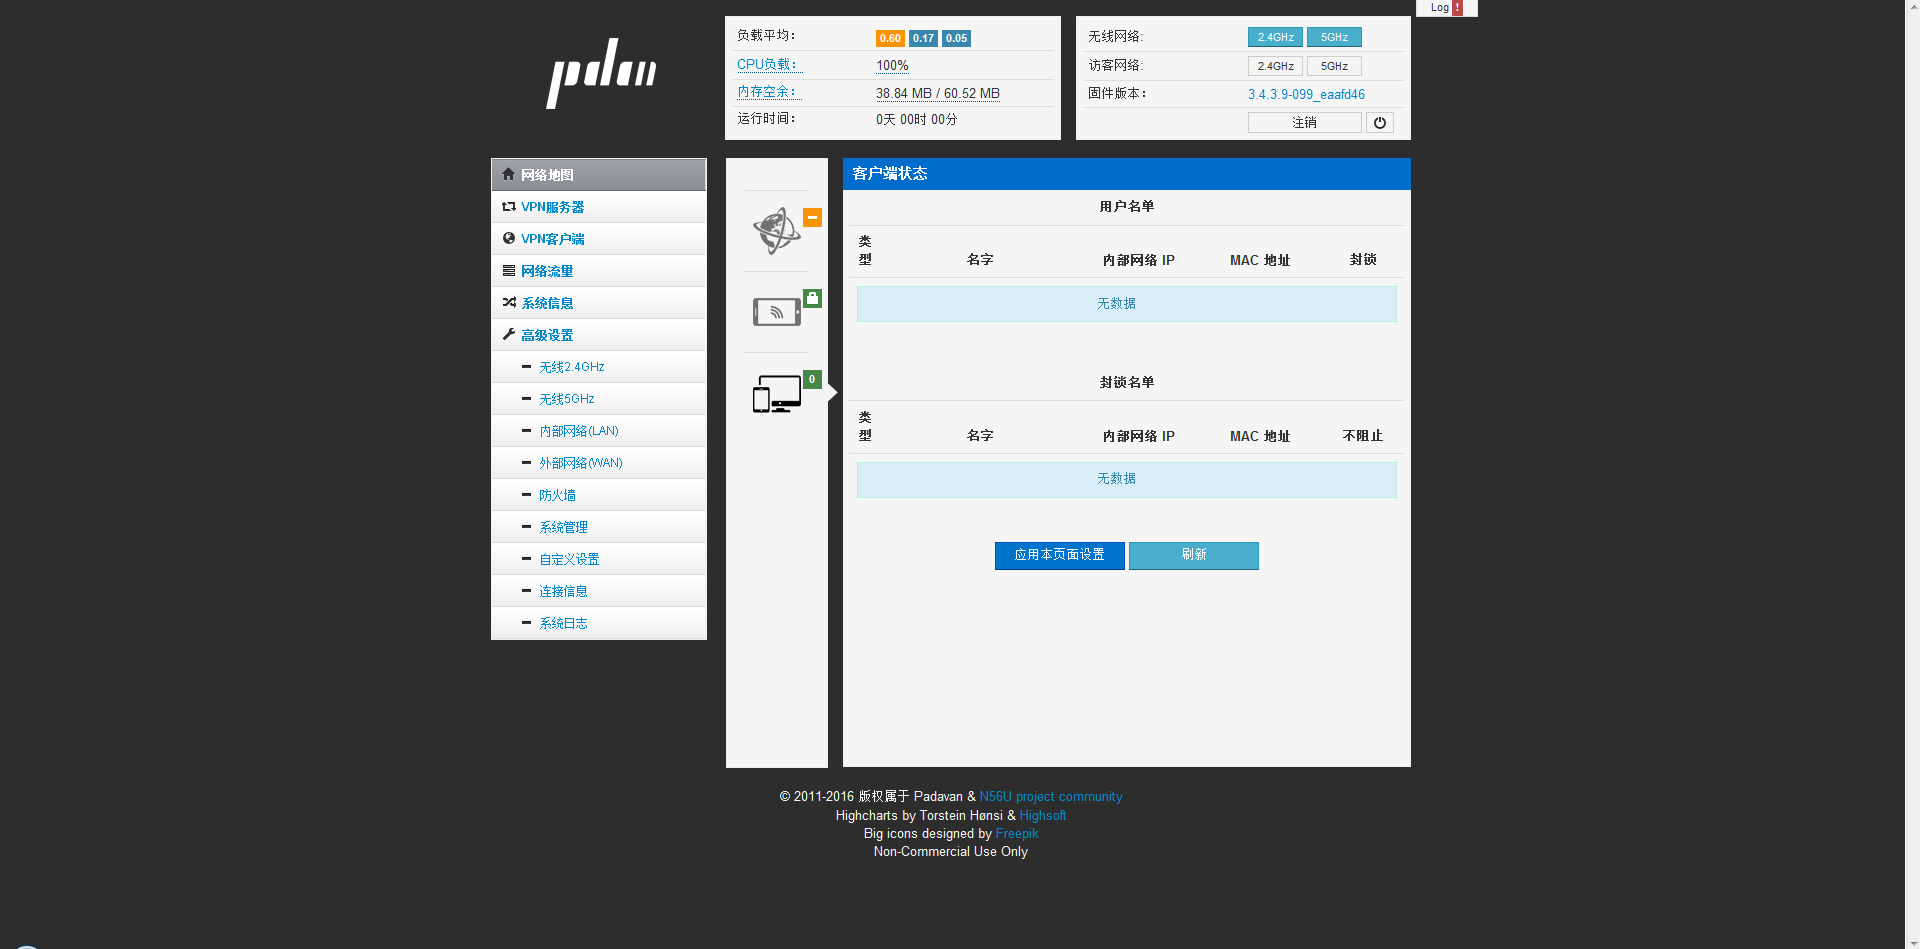 Log !
padavan
负载平均： 0.60 0.17 0.05
CPU负载： 100%
内存空余： 38.84 MB / 60.52 MB
运行时间： 0天 00时 00分
无线网络: 2.4GHz 5GHz
访客网络: 2.4GHz 5GHz
固件版本： 3.4.3.9-099_eaafd46
注销
网络地图
VPN服务器
VPN客户端
网络流量
系统信息
高级设置
无线2.4GHz
无线5GHz
内部网络(LAN)
外部网络(WAN)
防火墙
系统管理
自定义设置
连接信息
系统日志
0
客户端状态
用户名单
类型 名字 内部网络 IP MAC 地址 封锁
无数据
封锁名单
类型 名字 内部网络 IP MAC 地址 不阻止
无数据
应用本页面设置 刷新
© 2011-2016 版权属于 Padavan & N56U project community
Highcharts by Torstein Hønsi & Highsoft
Big icons designed by Freepik
Non-Commercial Use Only